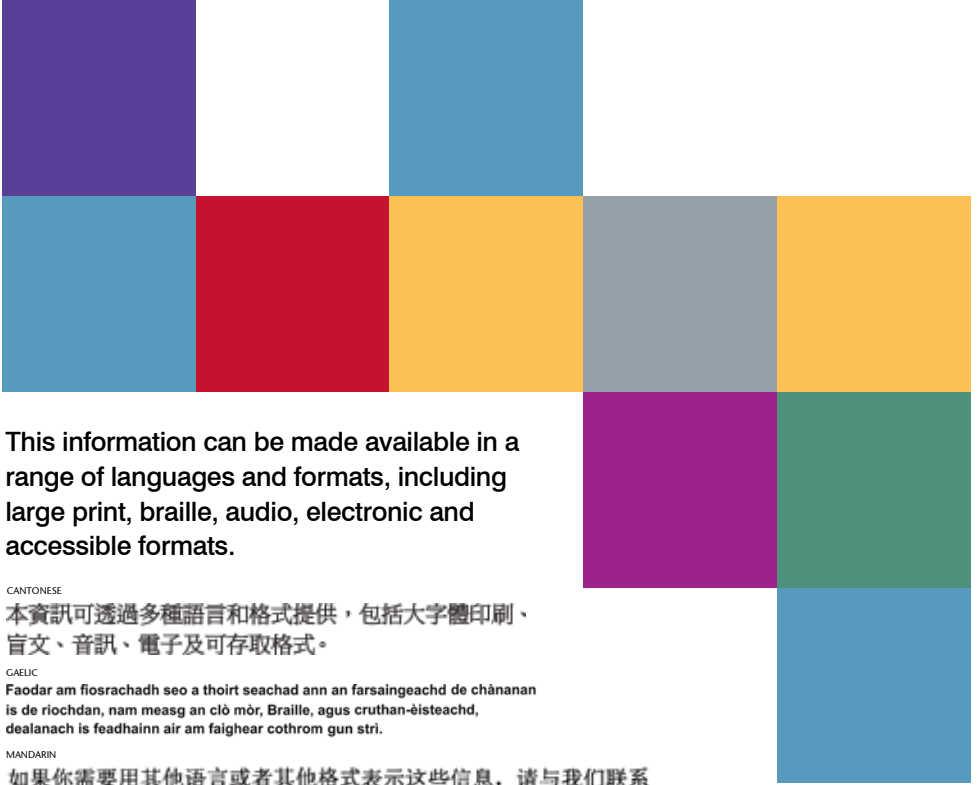 This information can be made available in a
range of languages and formats, including
large print, braille, audio, electronic and
accessible formats.
CANTONESE
本資訊可透過多種語言和格式提供，包括大字體印刷、
盲文、音訊、電子及可存取格式。
GAELIC
Faodar am fiosrachadh seo a thoirt seachad ann an farsaingeachd de chànanan
is de riochdan, nam measg an clò mòr, Braille, agus cruthan-èisteachd,
dealanach is feadhainn air am faighear cothrom gun strì.
MANDARIN
如果你需要用其他语言或者其他格式表示这些信息，请与我们联系